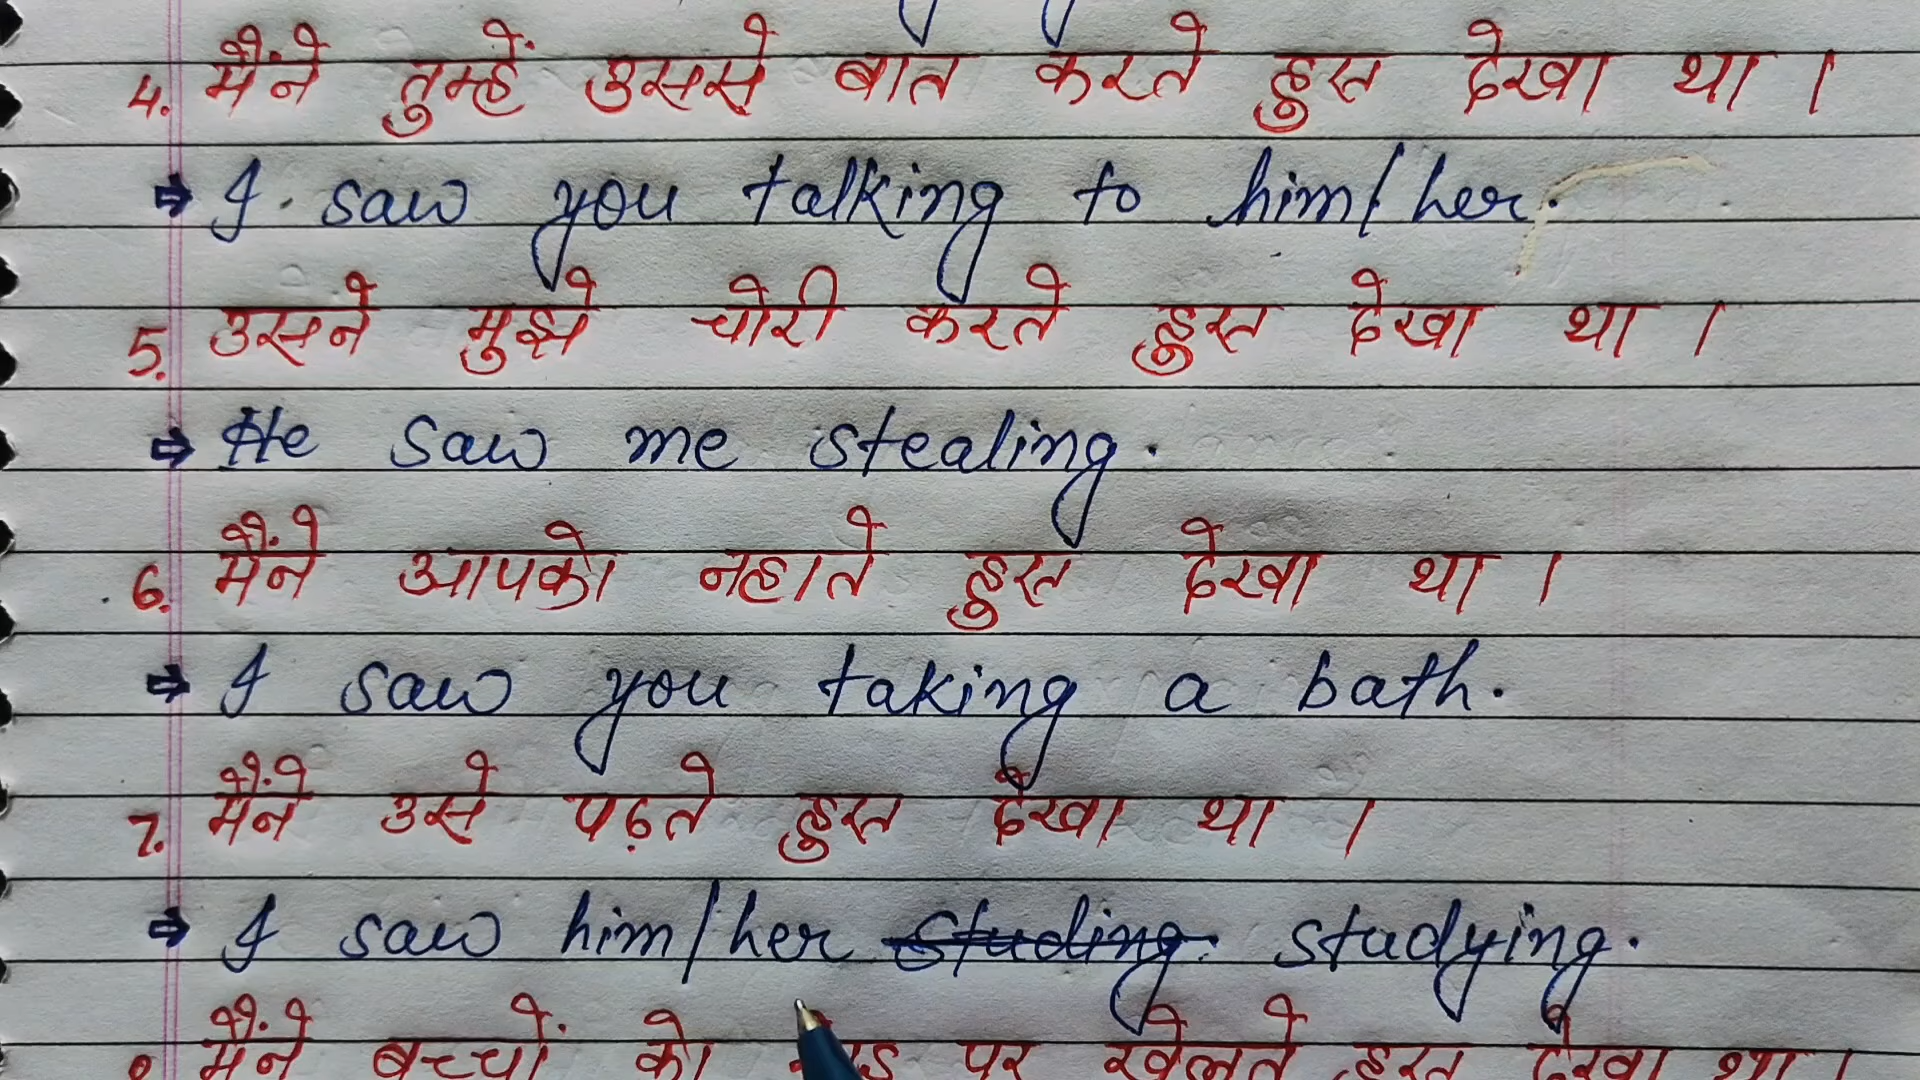 4. मैंने तुम्हें उससे बात करते हुए देखा था ।
⇒ I. saw you talking to him/her.
5. उसने मुझे चोरी करते हुए देखा था ।
⇒ He saw me stealing.
6. मैंने आपको नहाते हुए देखा था ।
⇒ I saw you taking a bath.
7. मैंने उसे पढ़ते हुए देखा था ।
⇒ I saw him/her studing. studying.
मैंने बच्चों को पर खेलते हुए देखा था ।